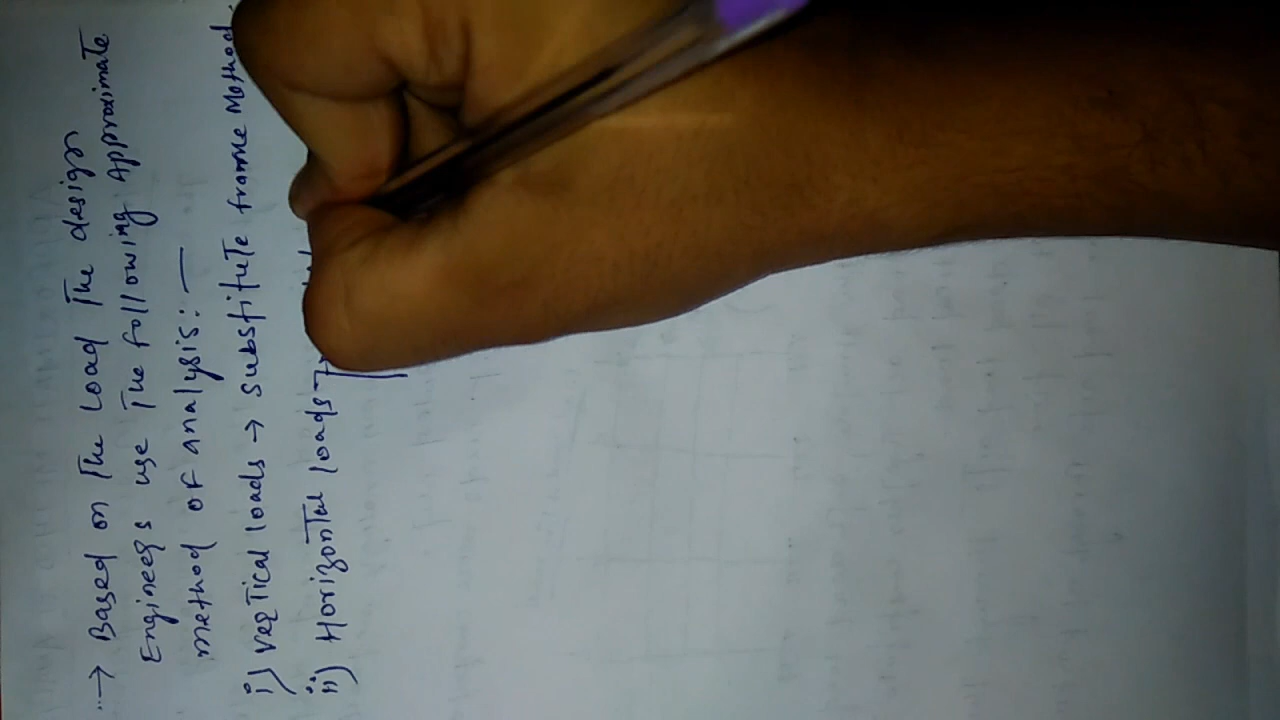 → Based on The Load The design
Engineers use The following Approximate
method of analysis:—
i) vertical loads → substitute frame Method.
ii) Horizontal loads →